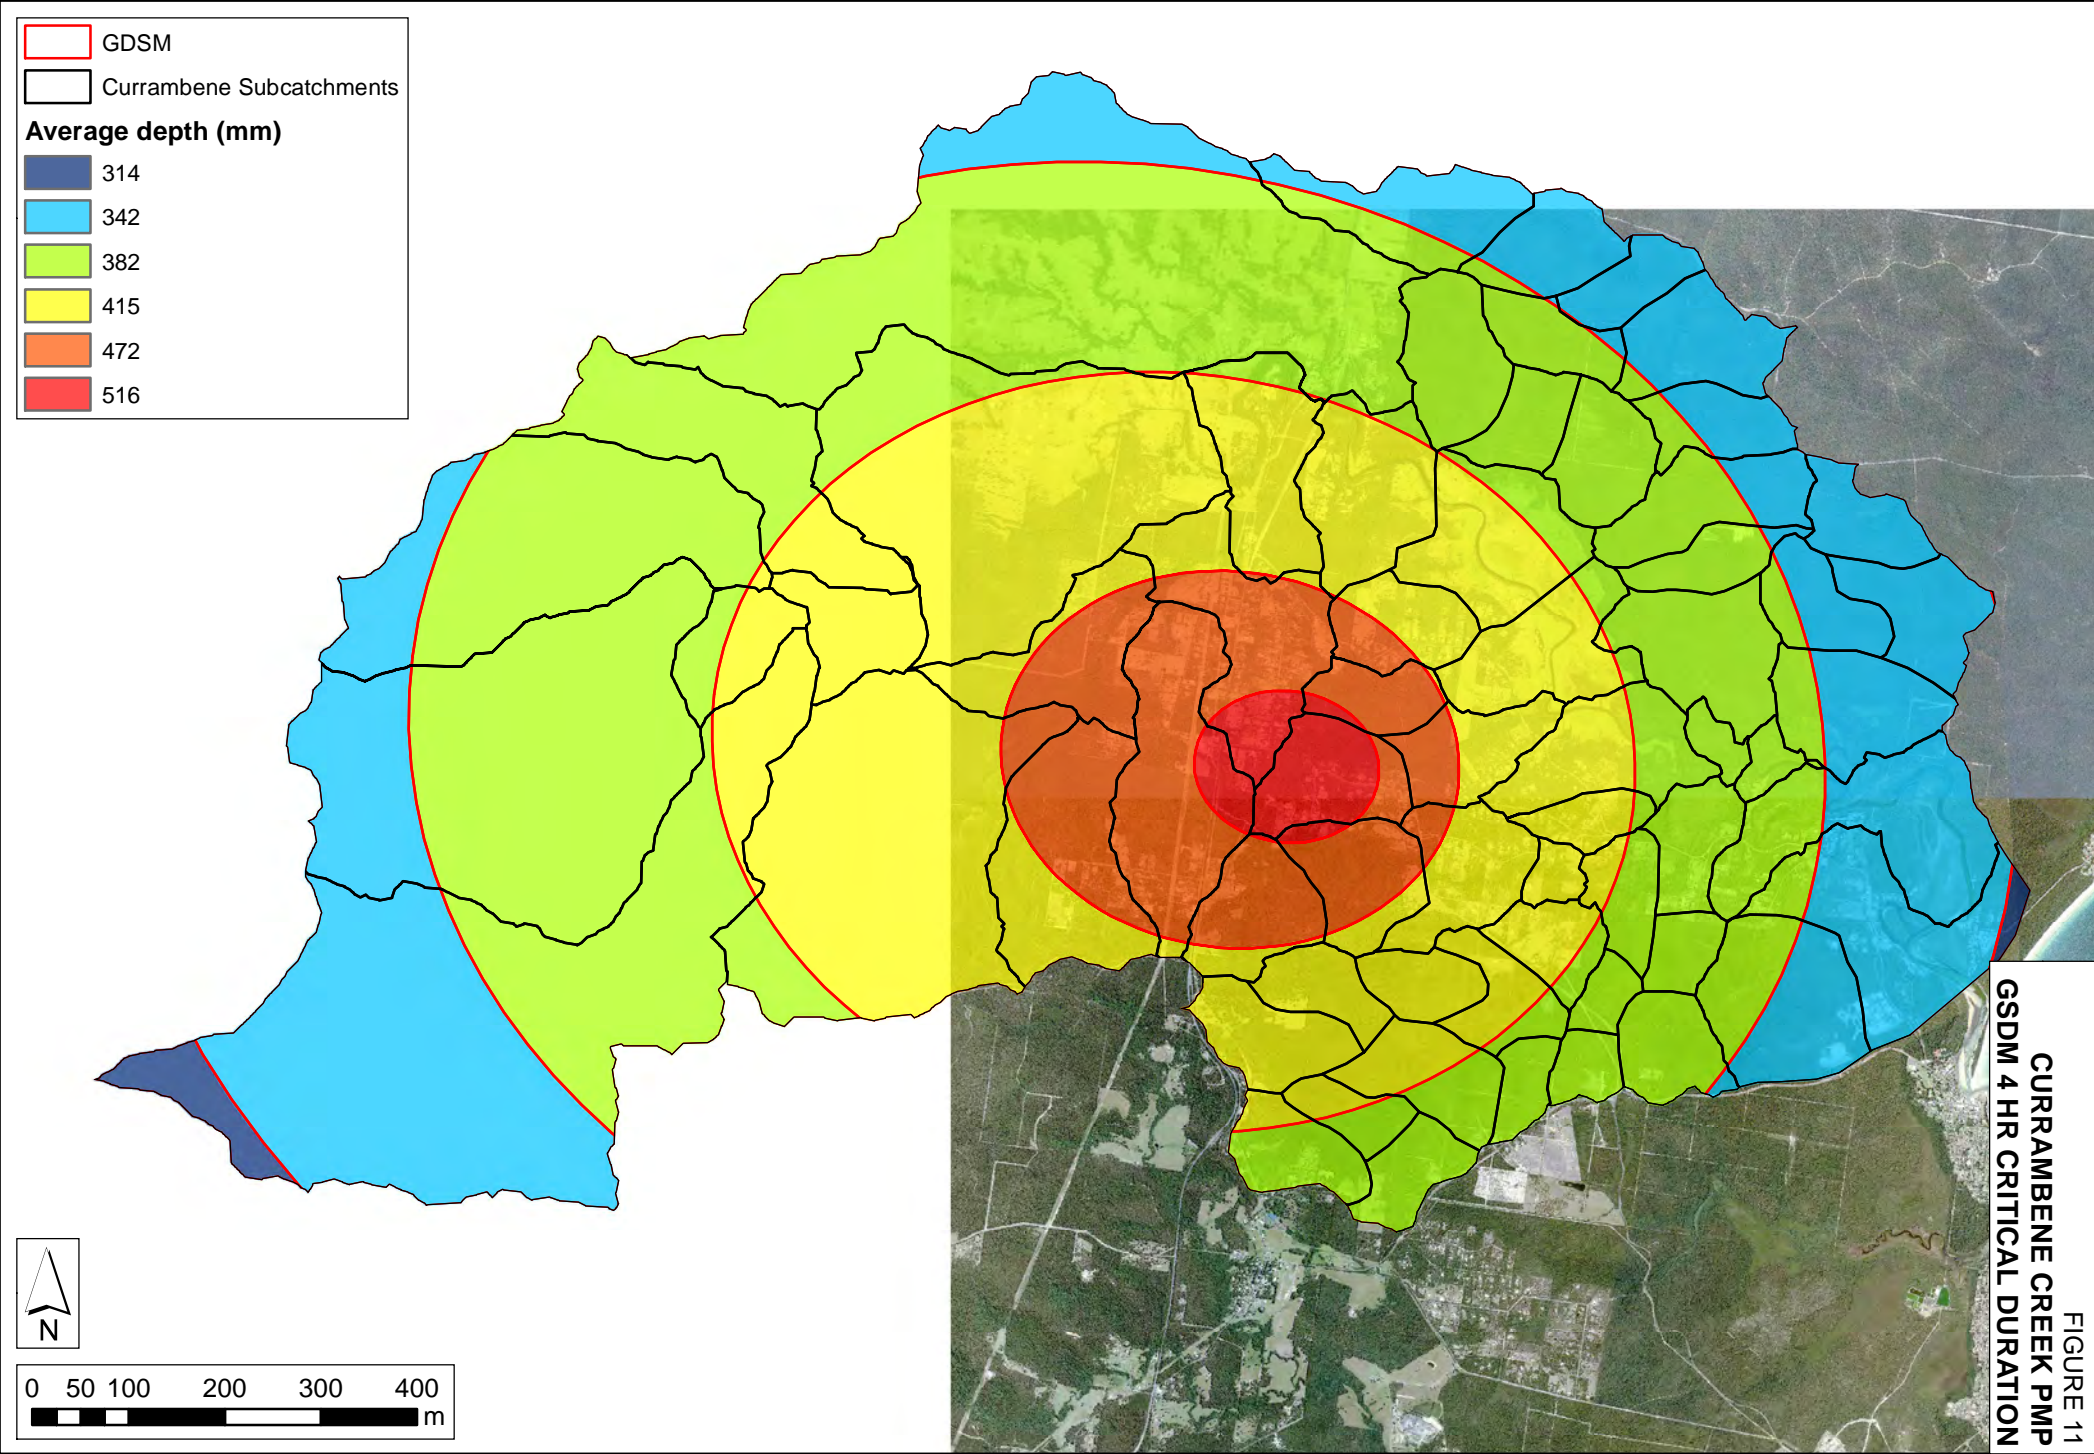 GDSM
Currambene Subcatchments
Average depth (mm)
314
342
382
415
472
516
N
0 50 100 200 300 400
m
FIGURE 11
CURRAMBENE CREEK PMP
GSDM 4 HR CRITICAL DURATION